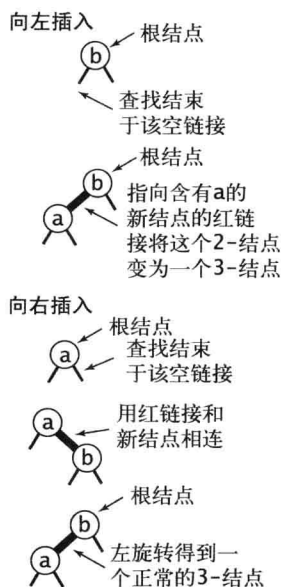 向左插入
根结点
b
查找结束
于该空链接
根结点
b
指向含有a的
a
新结点的红链
接将这个2-结点
变为一个3-结点
向右插入
根结点
a
查找结束
于该空链接
a
用红链接和
新结点相连
b
根结点
b
a
左旋转得到一
个正常的3-结点